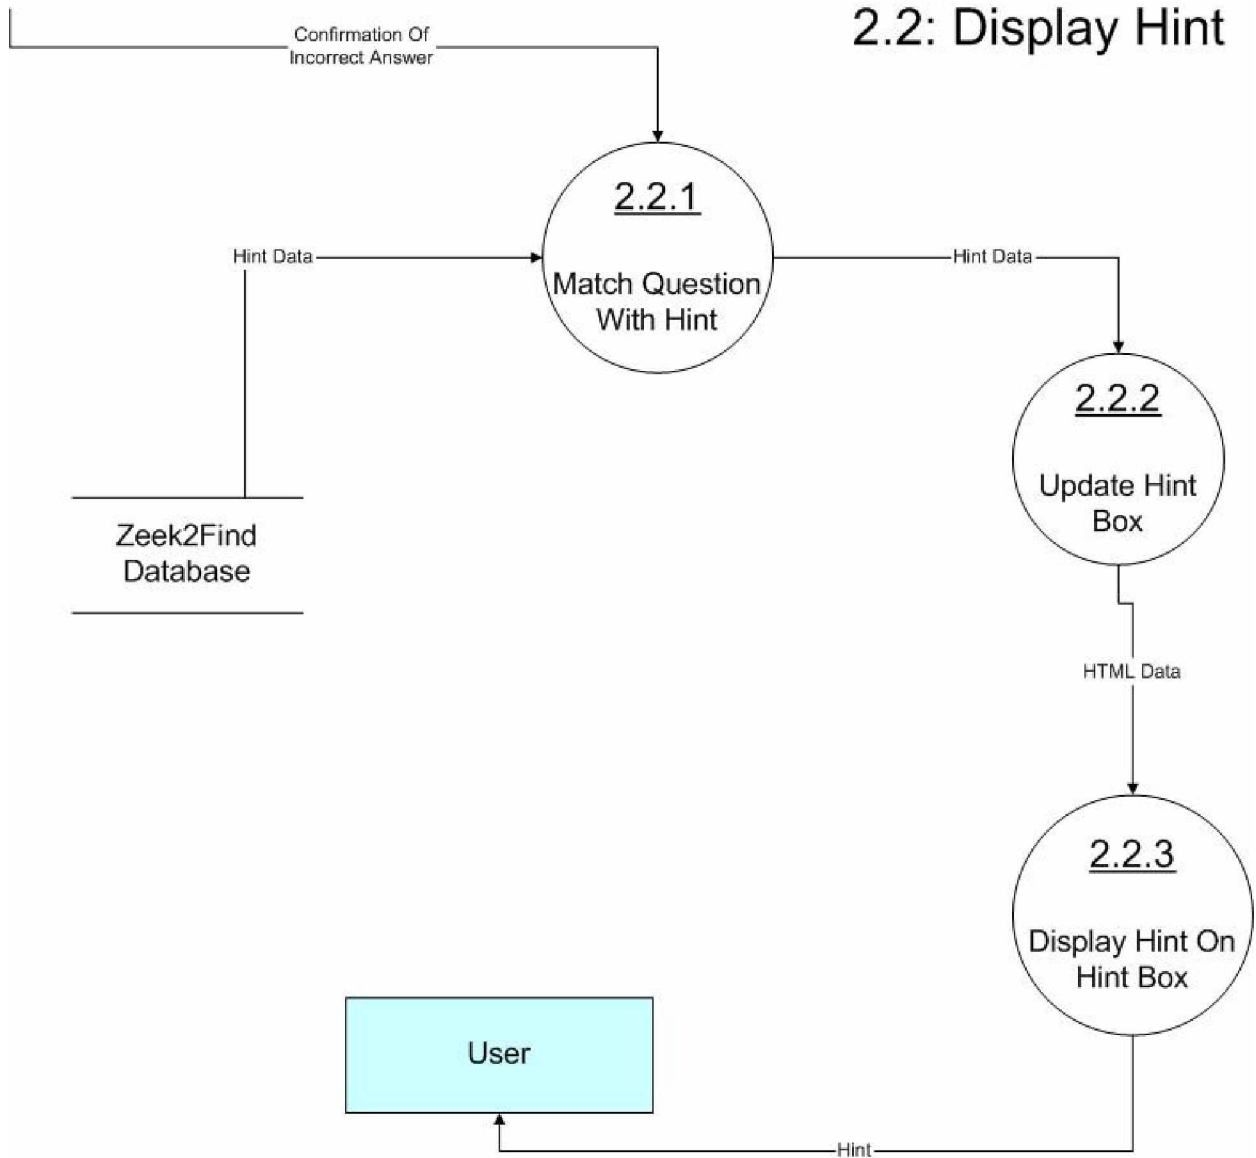 2.2: Display Hint
Confirmation Of
Incorrect Answer
2.2.1
Match Question
With Hint
Hint Data
Hint Data
2.2.2
Update Hint
Box
Zeek2Find
Database
HTML Data
2.2.3
Display Hint On
Hint Box
User
Hint